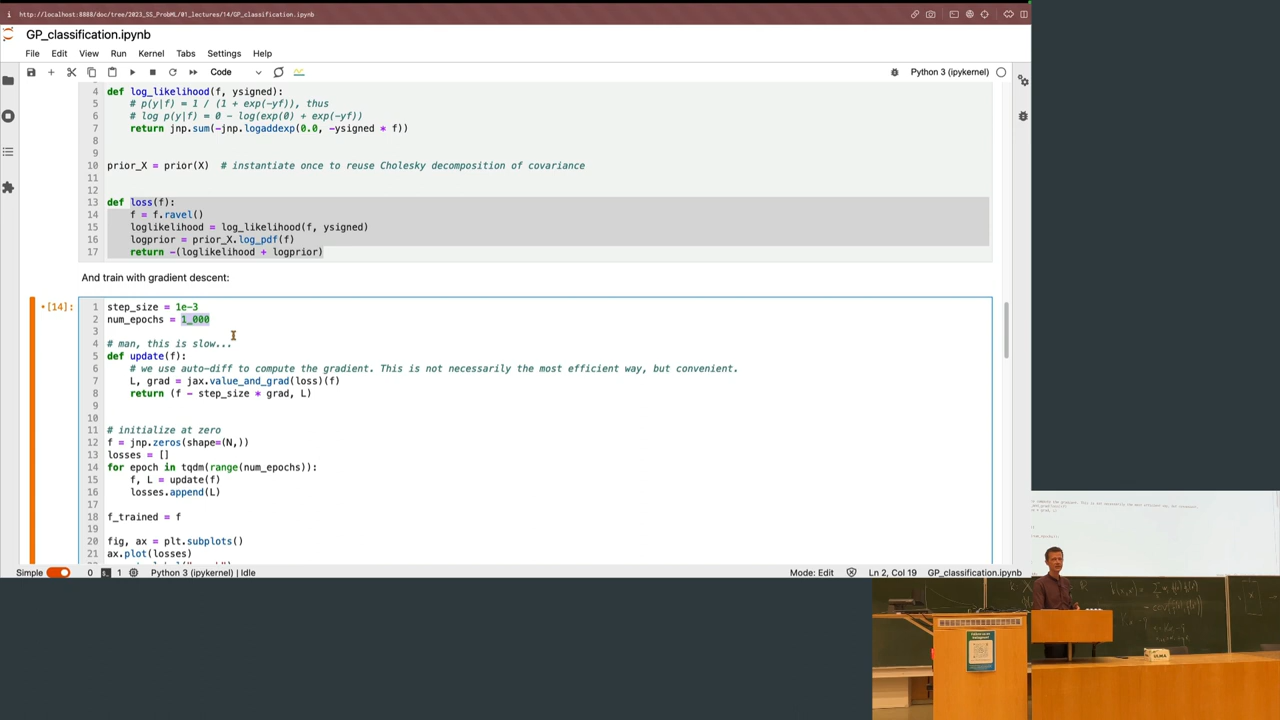 http://localhost:8888/doc/tree/2023_SS_ProbML/01_lectures/14/GP_classification.ipynb
GP_classification.ipynb
File Edit View Run Kernel Tabs Settings Help
Code
Python 3 (ipykernel)
4 def log_likelihood(f, ysigned):
5 # p(y|f) = 1 / (1 + exp(-yf)), thus
6 # log p(y|f) = 0 - log(exp(0) + exp(-yf))
7 return jnp.sum(-jnp.logaddexp(0.0, -ysigned * f))
8
9
10 prior_X = prior(X) # instantiate once to reuse Cholesky decomposition of covariance
11
12
13 def loss(f):
14 f = f.ravel()
15 loglikelihood = log_likelihood(f, ysigned)
16 logprior = prior_X.log_pdf(f)
17 return -(loglikelihood + logprior)
And train with gradient descent:
[14]:
1 step_size = 1e-3
2 num_epochs = 1_000
3
4 # man, this is slow...
5 def update(f):
6 # we use auto-diff to compute the gradient. This is not necessarily the most efficient way, but convenient.
7 L, grad = jax.value_and_grad(loss)(f)
8 return (f - step_size * grad, L)
9
10
11 # initialize at zero
12 f = jnp.zeros(shape=(N,))
13 losses = []
14 for epoch in tqdm(range(num_epochs)):
15 f, L = update(f)
16 losses.append(L)
17
18 f_trained = f
19
20 fig, ax = plt.subplots()
21 ax.plot(losses)
Simple 0 1 Python 3 (ipykernel) | Idle Mode: Edit Ln 2, Col 19 GP_classification.ipynb